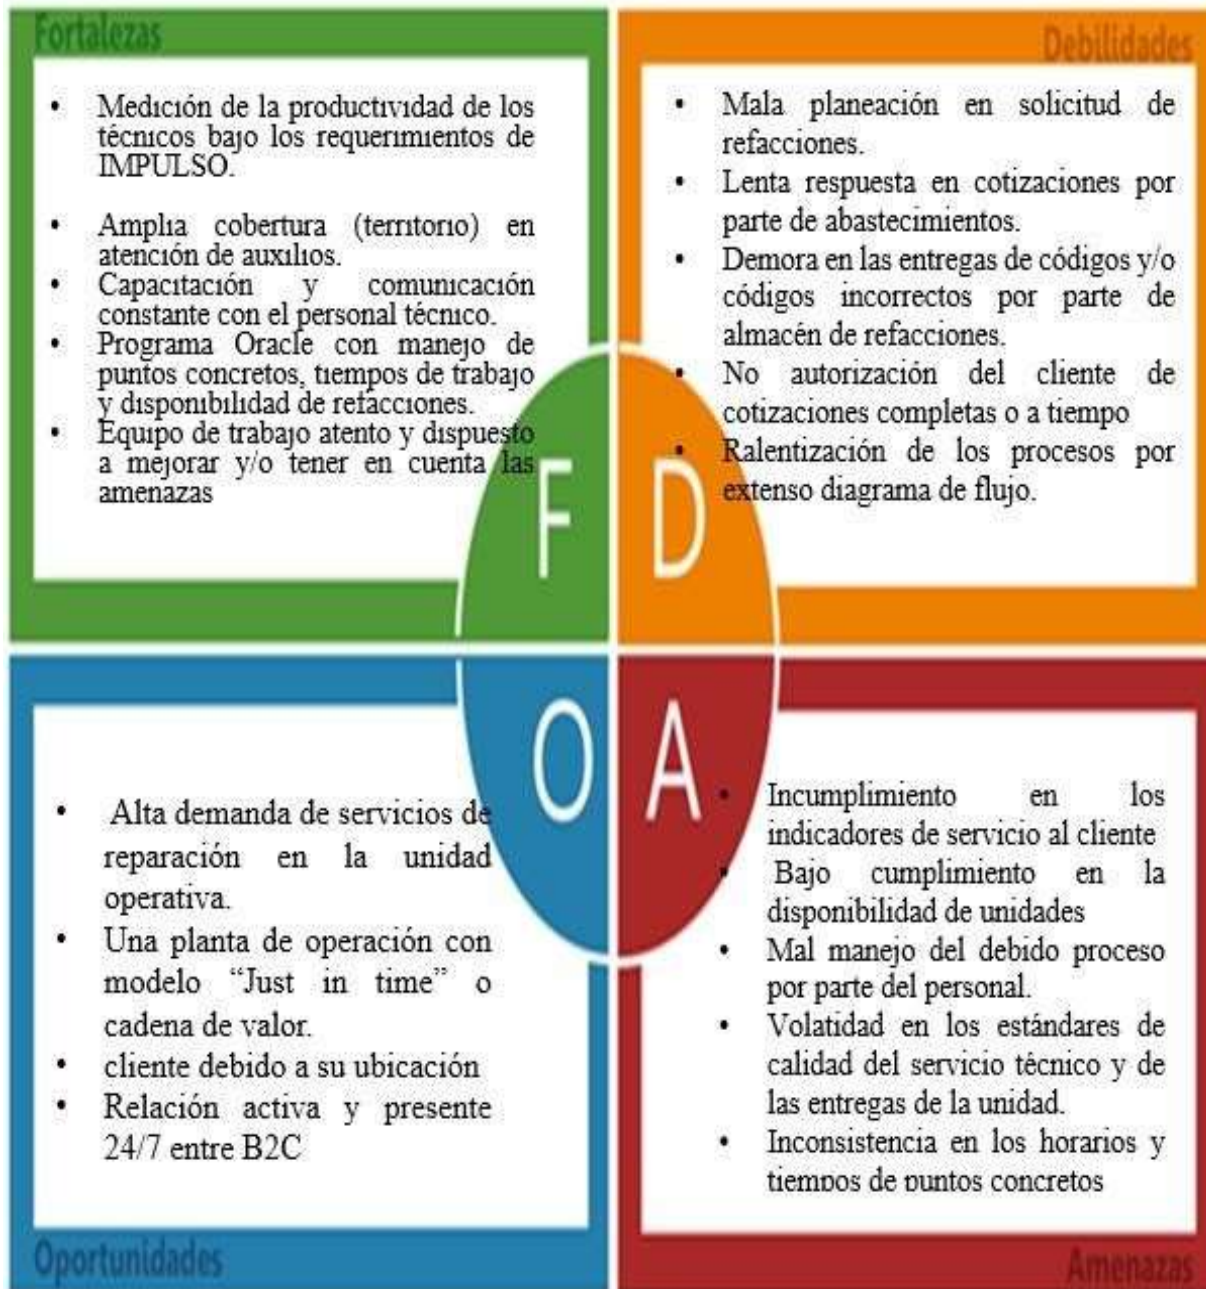 Fortalezas
• Medición de la productividad de los
técnicos bajo los requerimientos de
IMPULSO.
• Amplia cobertura (territorio) en
atención de auxilios.
• Capacitación y comunicación
constante con el personal técnico.
• Programa Oracle con manejo de
puntos concretos, tiempos de trabajo
y disponibilidad de refacciones.
• Equipo de trabajo atento y dispuesto
a mejorar y/o tener en cuenta las
amenazas
F
Debilidades
• Mala planeación en solicitud de
refacciones.
• Lenta respuesta en cotizaciones por
parte de abastecimientos.
• Demora en las entregas de códigos y/o
códigos incorrectos por parte de
almacén de refacciones.
• No autorización del cliente de
cotizaciones completas o a tiempo
• Ralentización de los procesos por
extenso diagrama de flujo.
D
O
• Alta demanda de servicios de
reparación en la unidad
operativa.
• Una planta de operación con
modelo “Just in time” o
cadena de valor.
• cliente debido a su ubicación
• Relación activa y presente
24/7 entre B2C
Oportunidades
A
• Incumplimiento en los
indicadores de servicio al cliente
• Bajo cumplimiento en la
disponibilidad de unidades
• Mal manejo del debido proceso
por parte del personal.
• Volatidad en los estándares de
calidad del servicio técnico y de
las entregas de la unidad.
• Inconsistencia en los horarios y
tiempos de puntos concretos
Amenazas